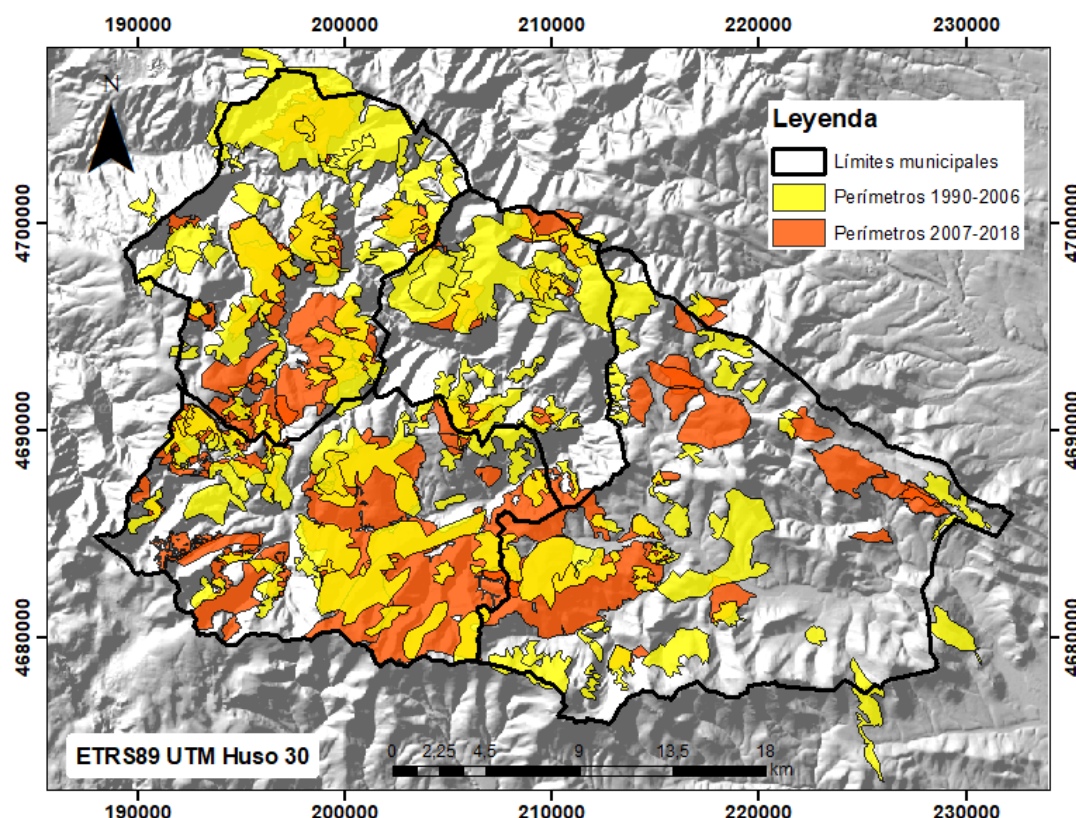 190000 200000 210000 220000 230000
N
Leyenda
Límites municipales
Perímetros 1990-2006
Perímetros 2007-2018
4700000 4700000
4690000 4690000
4680000 4680000
ETRS89 UTM Huso 30
0 2,25 4,5 9 13,5 18
km
190000 200000 210000 220000 230000